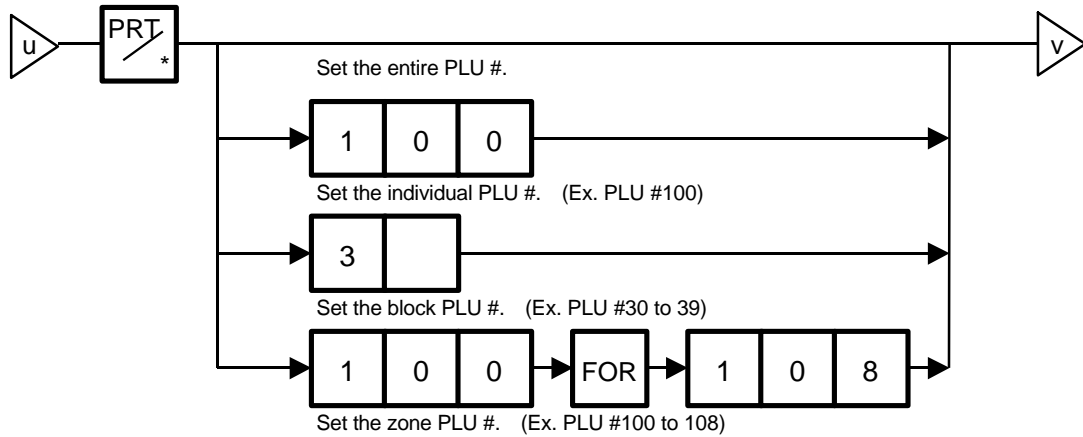 u PRT * v
Set the entire PLU #.
1 0 0
Set the individual PLU #. (Ex. PLU #100)
3
Set the block PLU #. (Ex. PLU #30 to 39)
1 0 0 FOR 1 0 8
Set the zone PLU #. (Ex. PLU #100 to 108)